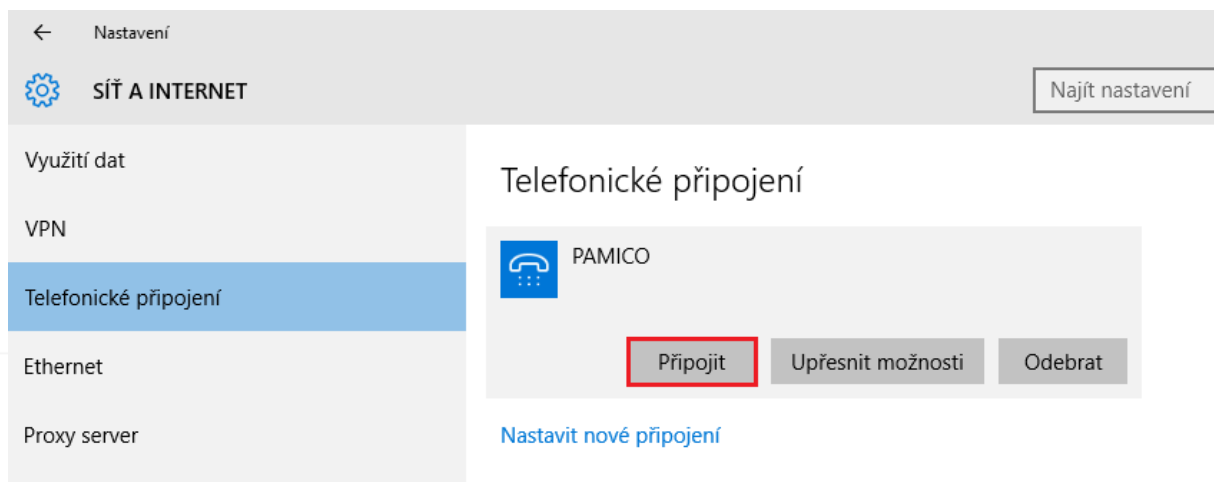 Nastavení
SÍŤ A INTERNET
Najít nastavení
Využití dat
VPN
Telefonické připojení
Ethernet
Proxy server
Telefonické připojení
PAMICO
Připojit
Upřesnit možnosti
Odebrat
Nastavit nové připojení